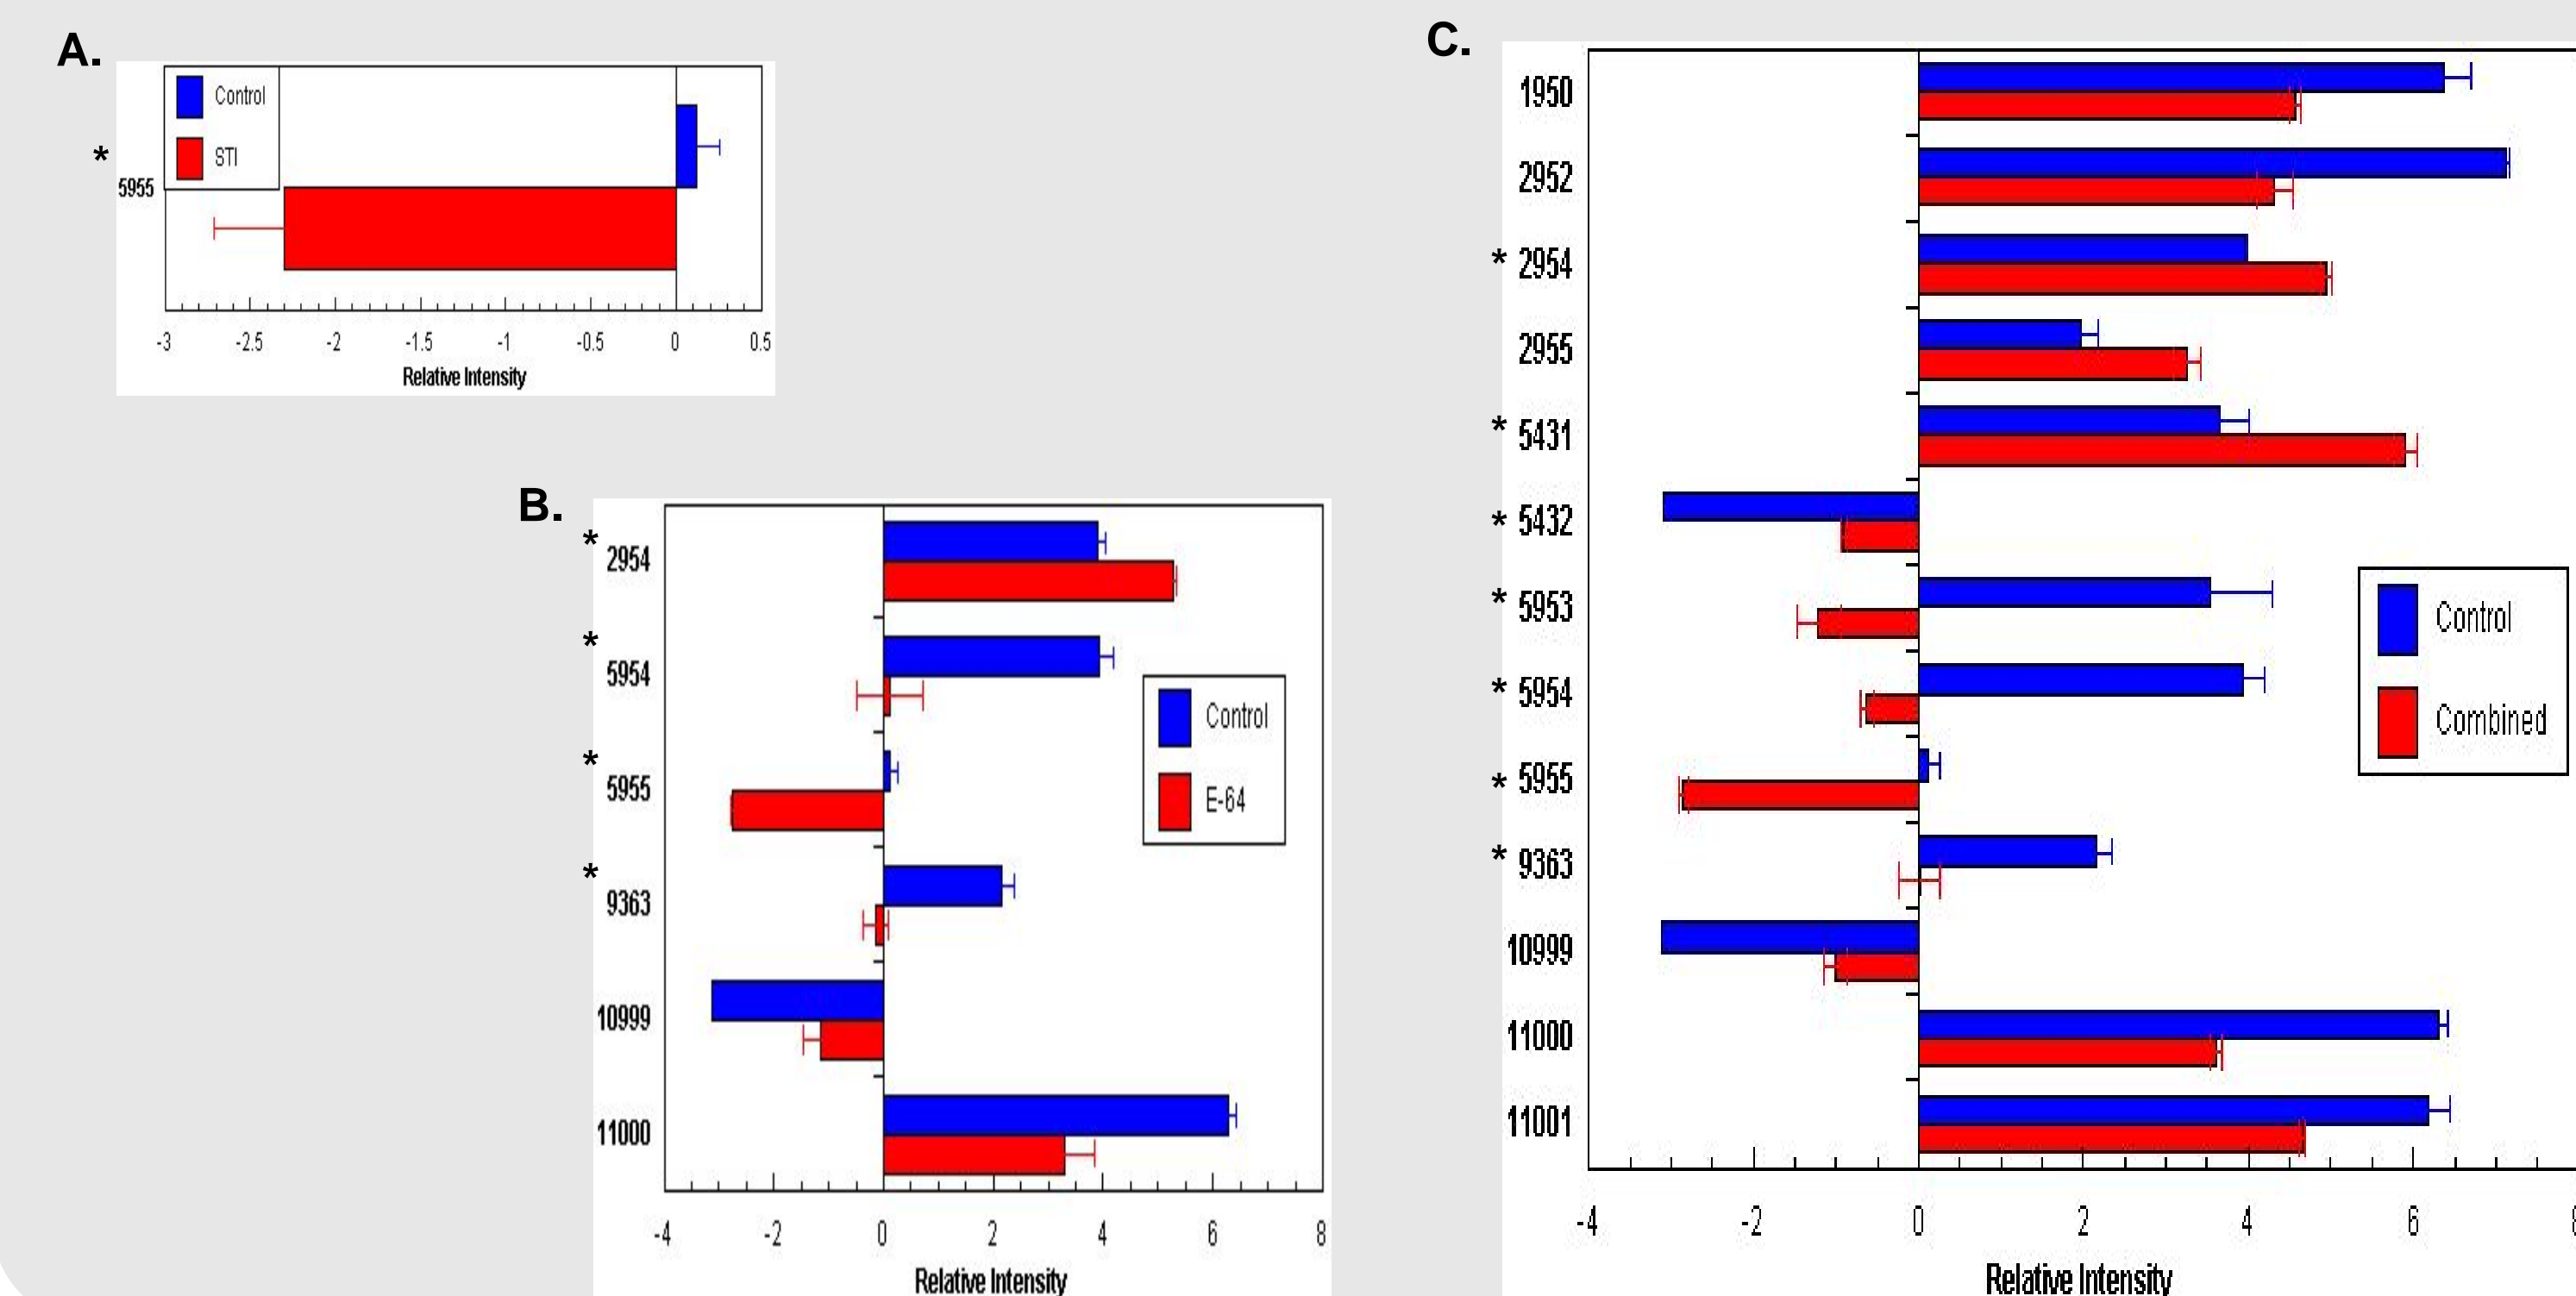 A.
Control
STI
*
5955
-3 -2.5 -2 -1.5 -1 -0.5 0 0.5
Relative Intensity
B.
* 2954
* 5954
* 5955
* 9363
10999
11000
Control
E-64
-4 -2 0 2 4 6 8
Relative Intensity
C.
1950
2952
* 2954
2955
* 5431
* 5432
* 5953
* 5954
* 5955
* 9363
10999
11000
11001
Control
Combined
-4 -2 0 2 4 6 8
Relative Intensity